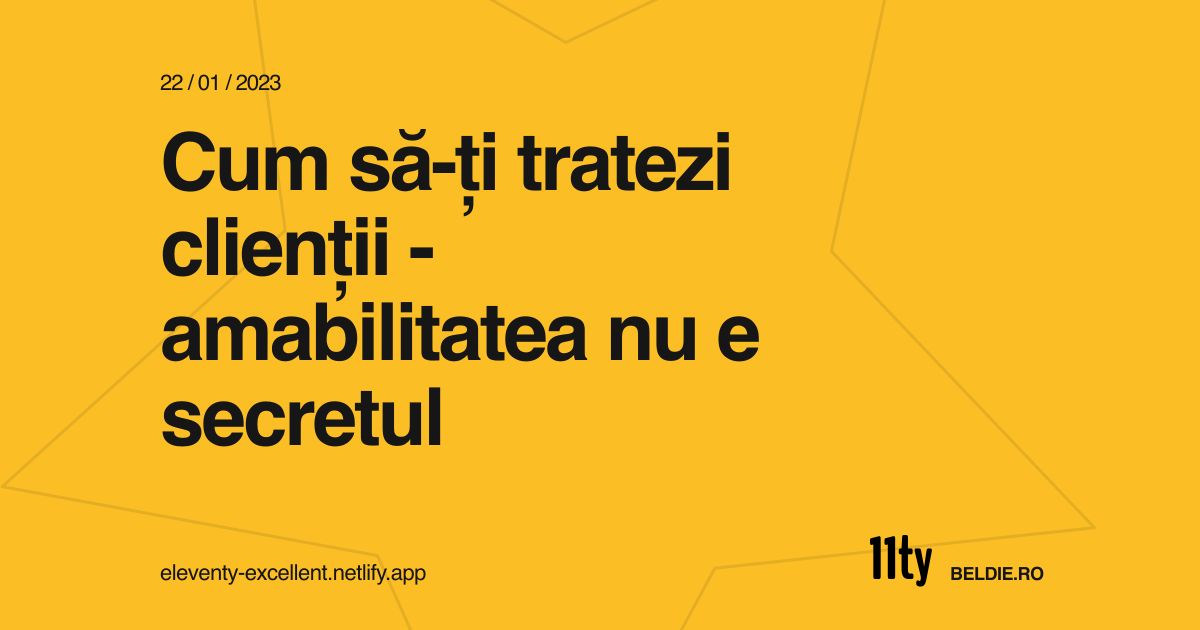 22 / 01 / 2023
Cum să-ți tratezi
clienții -
amabilitatea nu e
secretul
eleventy-excellent.netlify.app
11ty BELDIE.RO